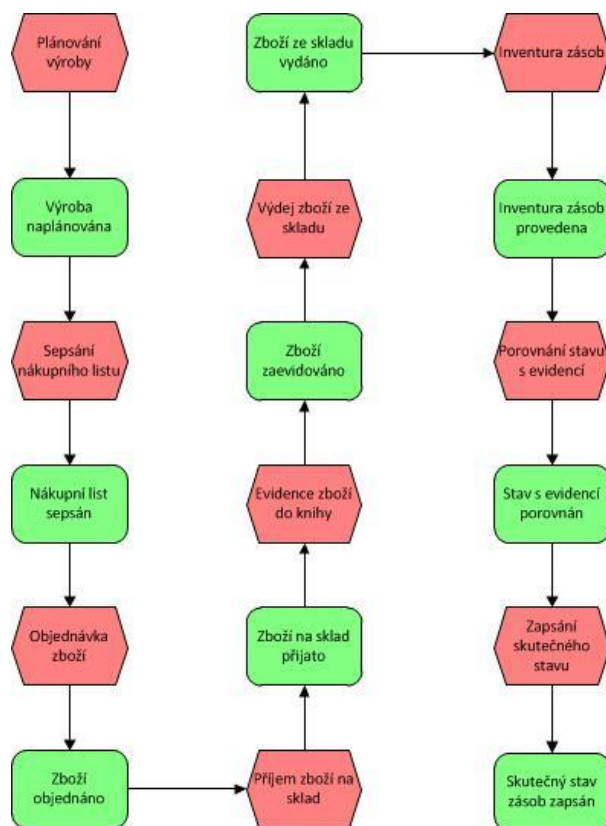 Plánování
výroby
Výroba
naplánována
Sepsání
nákupního listu
Nákupní list
sepsán
Objednávka
zboží
Zboží
objednáno
Příjem zboží na
sklad
Zboží na sklad
přijato
Evidence zboží
do knihy
Zboží
zaevidováno
Výdej zboží ze
skladu
Zboží ze skladu
vydáno
Inventura zásob
Inventura zásob
provedena
Porovnání stavu
s evidencí
Stav s evidencí
porovnán
Zapsání
skutečného
stavu
Skutečný stav
zásob zapsán